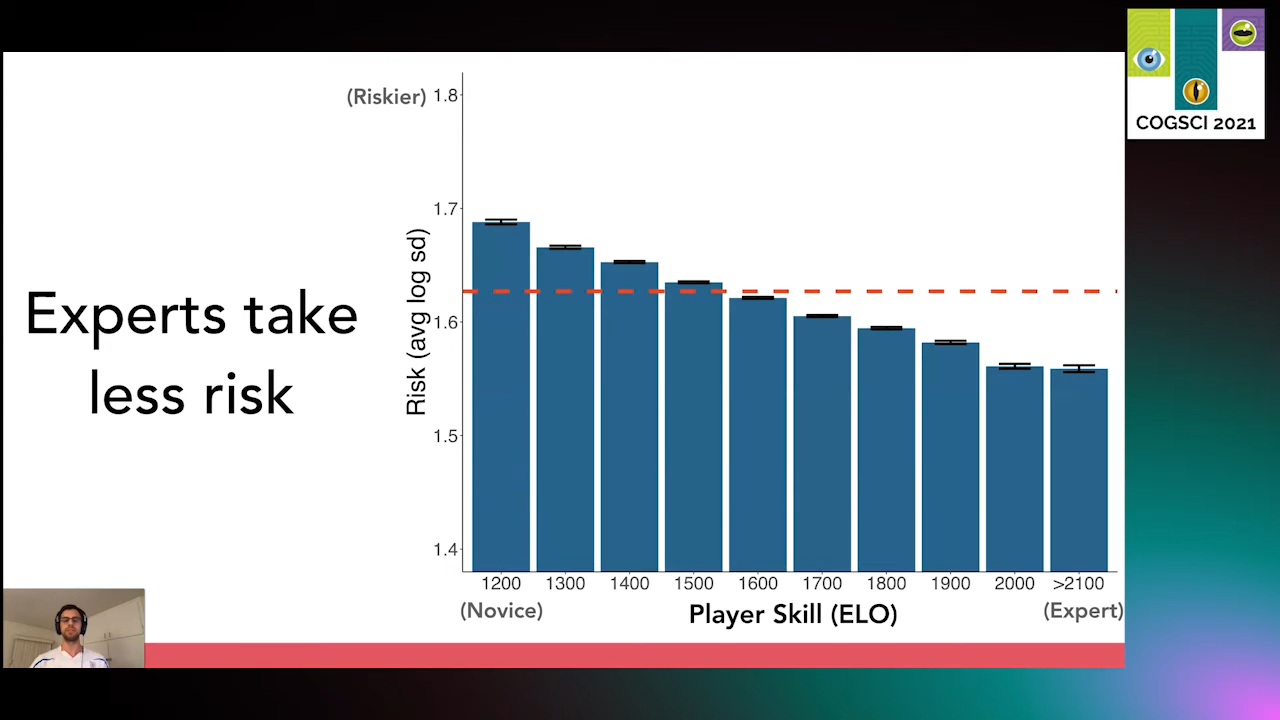 COGSCI 2021
Experts take
less risk
(Riskier)
1.8
1.7
1.6
1.5
1.4
Risk (avg log sd)
1200 1300 1400 1500 1600 1700 1800 1900 2000 >2100
(Novice)
Player Skill (ELO)
(Expert)